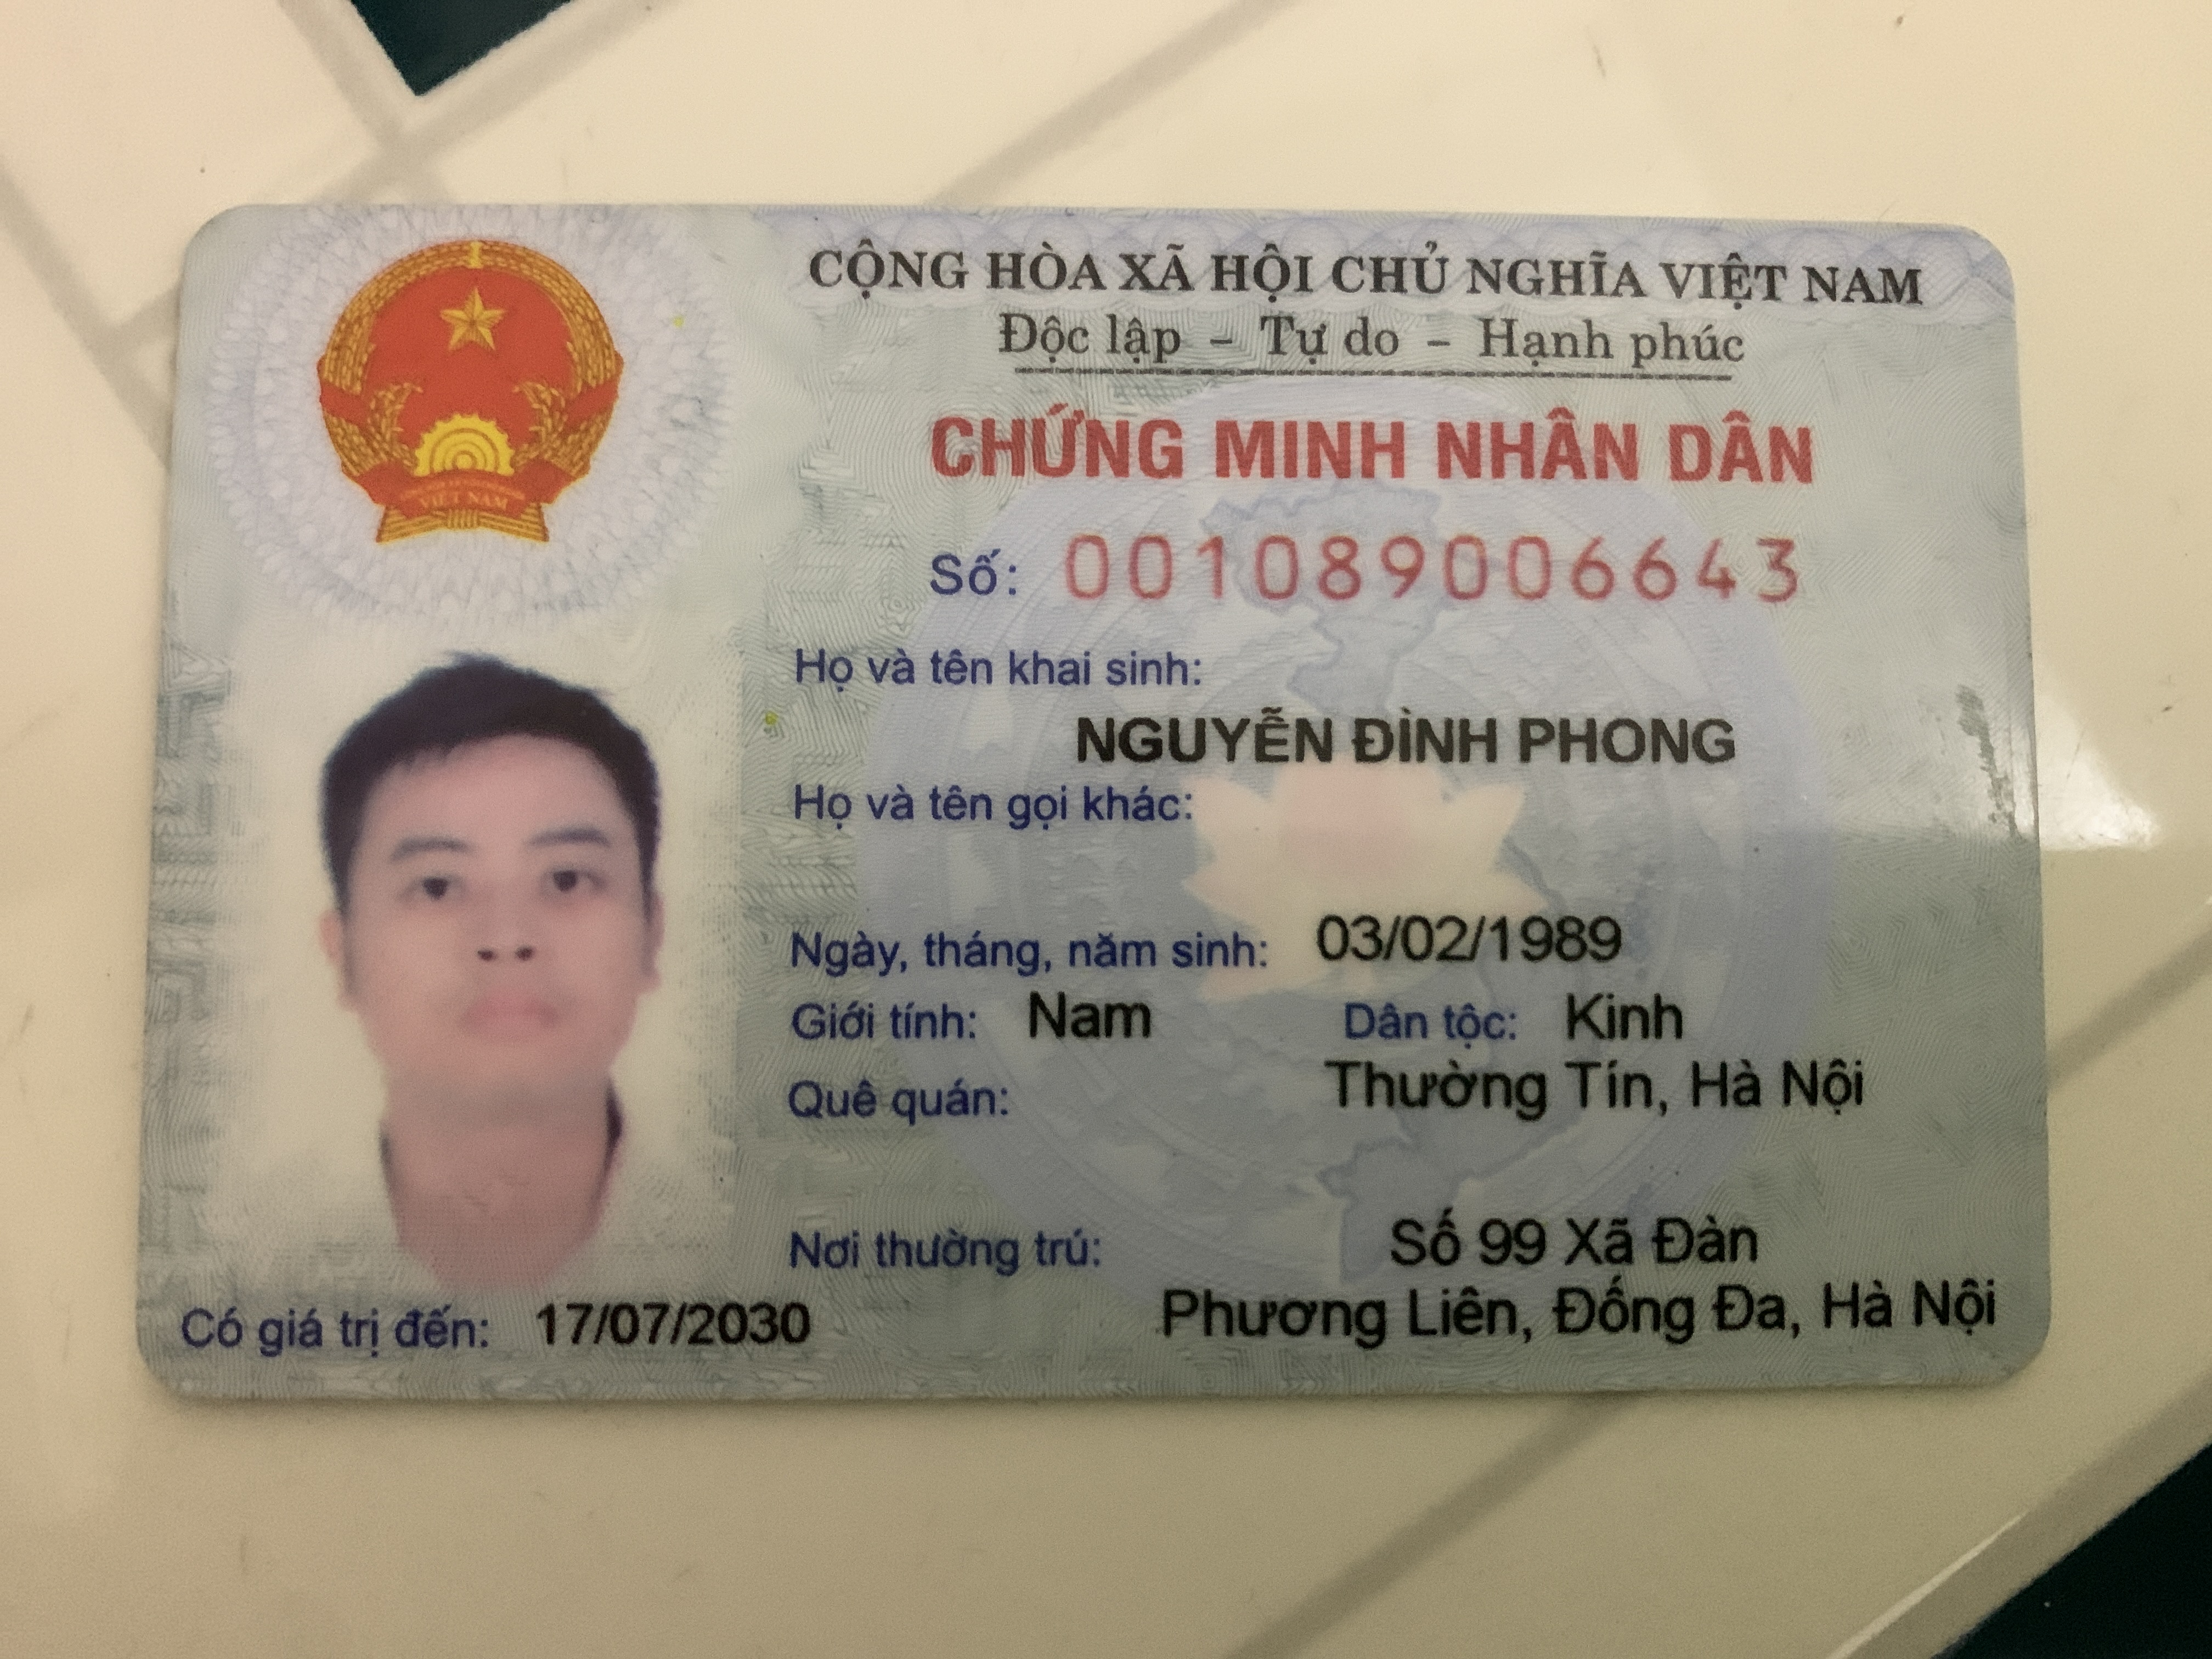 CỘNG HÒA XÃ HỘI CHỦ NGHĨA VIỆT NAM
Độc lập – Tự do – Hạnh phúc
CHỨNG MINH NHÂN DÂN
Số: 001089006643
Họ và tên khai sinh:
NGUYỄN ĐÌNH PHONG
Họ và tên gọi khác:
Ngày, tháng, năm sinh: 03/02/1989
Giới tính: Nam Dân tộc: Kinh
Quê quán: Thường Tín, Hà Nội
Nơi thường trú: Số 99 Xã Đàn
Phương Liên, Đống Đa, Hà Nội
Có giá trị đến: 17/07/2030
VIỆT NAM